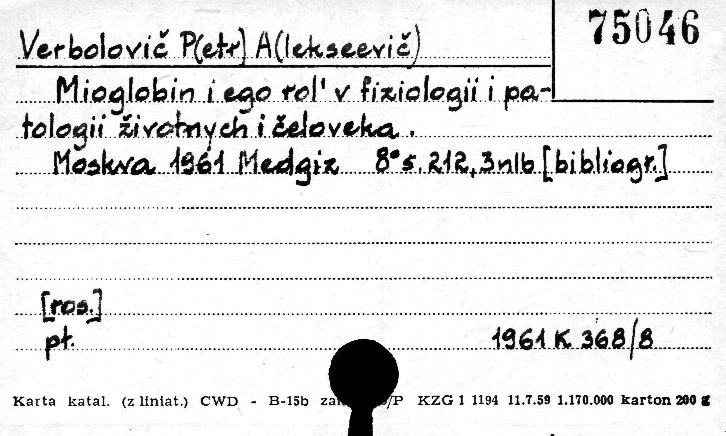 75046
Verbolovič P(etr) A(lekseevič)
Mioglobin i ego rol' v fiziologii i pa-
tologii životnych i čeloveka.
Moskva 1961 Medgiz 8° s. 212, 3 nlb [bibliogr.]
[ros.]
pł. 1961 K 368/8
Karta katal. (z liniat.) CWD - B-15b /P KZG 1 1194 11.7.59 1.170.000 karton 200 g